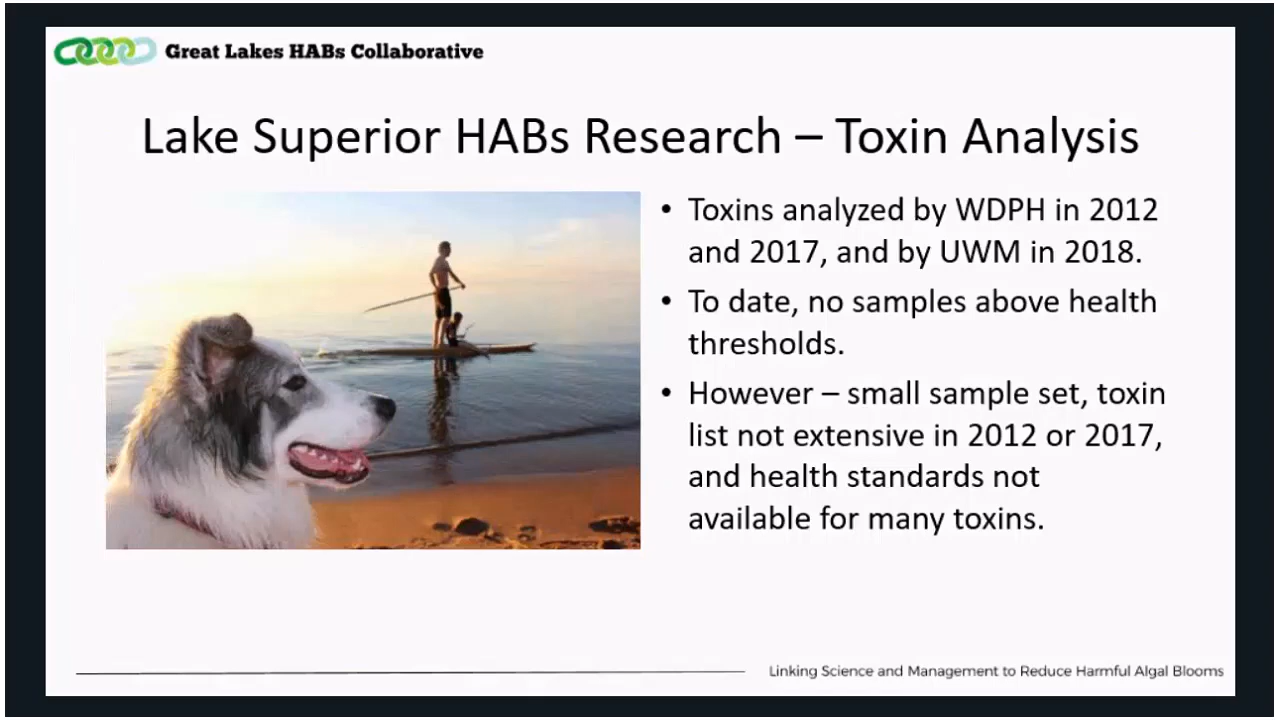 Great Lakes HABs Collaborative
Lake Superior HABs Research – Toxin Analysis
• Toxins analyzed by WDPH in 2012
and 2017, and by UWM in 2018.
• To date, no samples above health
thresholds.
• However – small sample set, toxin
list not extensive in 2012 or 2017,
and health standards not
available for many toxins.
Linking Science and Management to Reduce Harmful Algal Blooms